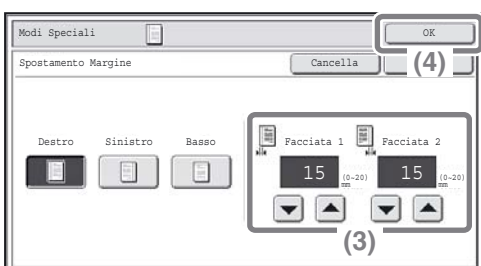 Modi Speciali OK
Spostamento Margine Cancella (4)
Destro Sinistro Basso Facciata 1 Facciata 2
15 (0~20) mm 15 (0~20) mm
(3)